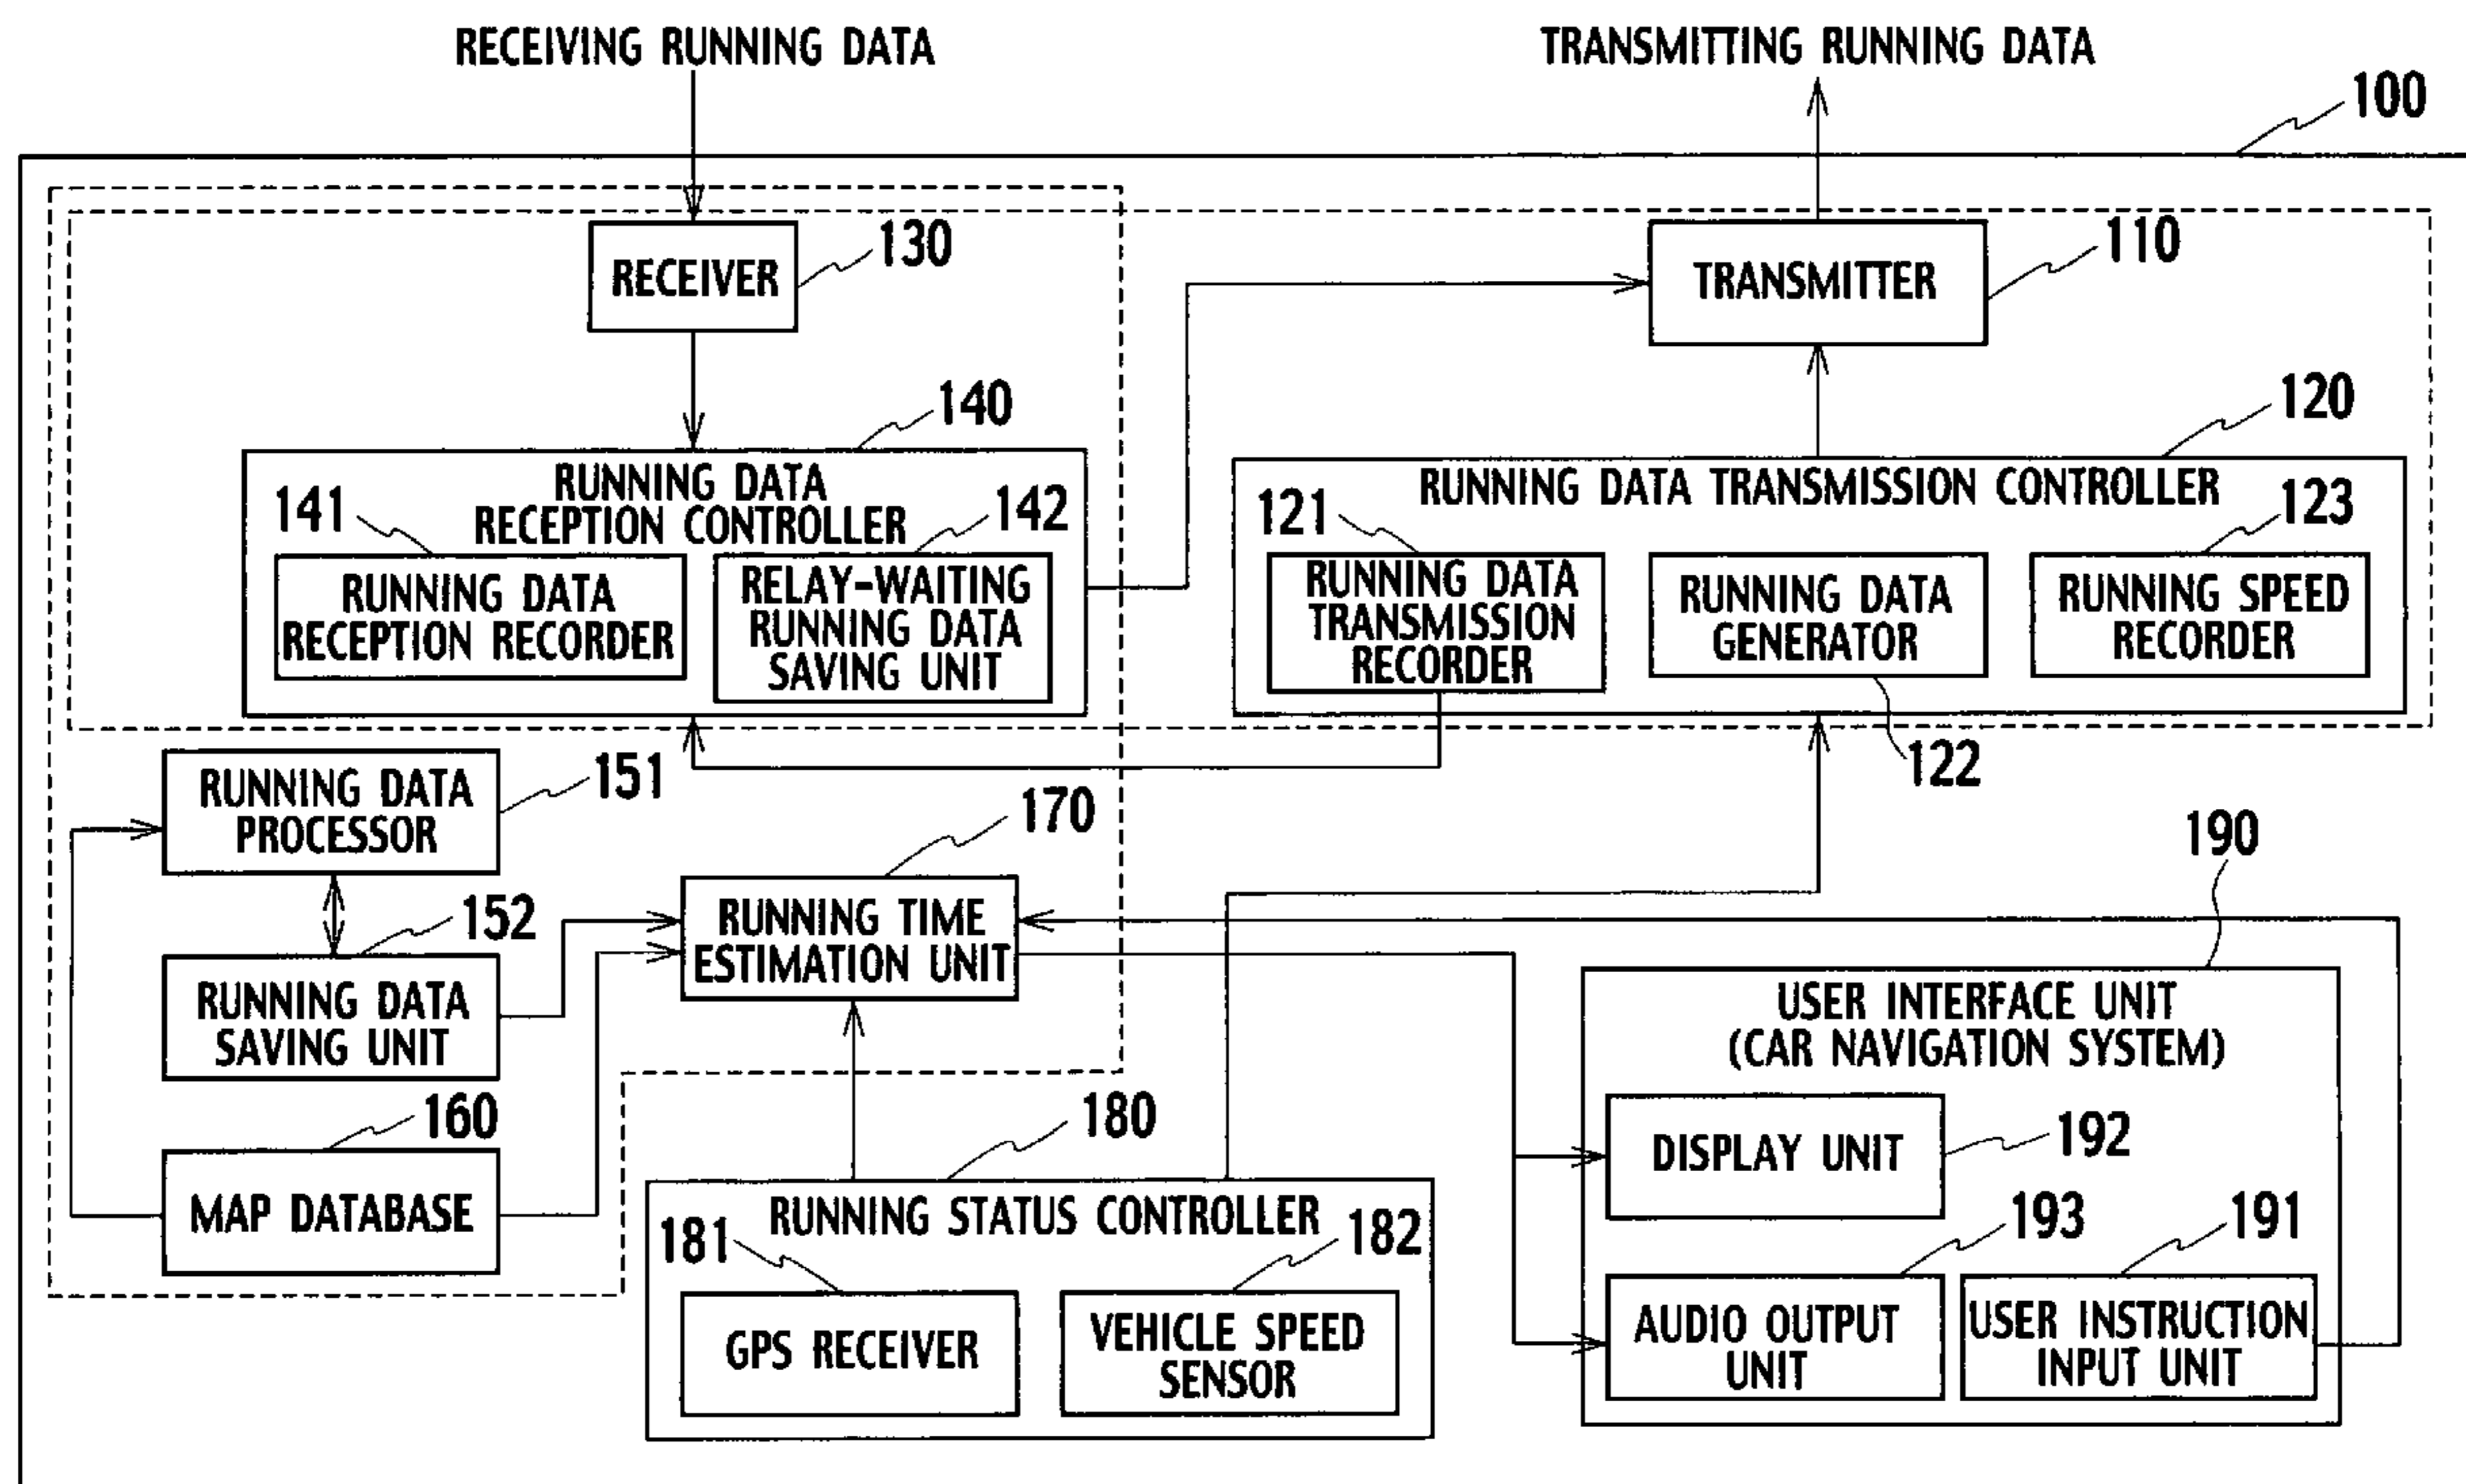 RECEIVING RUNNING DATA
TRANSMITTING RUNNING DATA
100
RECEIVER
130
TRANSMITTER
110
140
RUNNING DATA
RECEPTION CONTROLLER
141
142
RUNNING DATA
RECEPTION RECORDER
RELAY-WAITING
RUNNING DATA
SAVING UNIT
120
RUNNING DATA TRANSMISSION CONTROLLER
121
123
RUNNING DATA
TRANSMISSION
RECORDER
RUNNING DATA
GENERATOR
RUNNING SPEED
RECORDER
122
RUNNING DATA
PROCESSOR
151
170
190
152
RUNNING DATA
SAVING UNIT
RUNNING TIME
ESTIMATION UNIT
160
MAP DATABASE
180
RUNNING STATUS CONTROLLER
181
182
GPS RECEIVER
VEHICLE SPEED
SENSOR
USER INTERFACE UNIT
(CAR NAVIGATION SYSTEM)
DISPLAY UNIT
192
193
191
AUDIO OUTPUT
UNIT
USER INSTRUCTION
INPUT UNIT